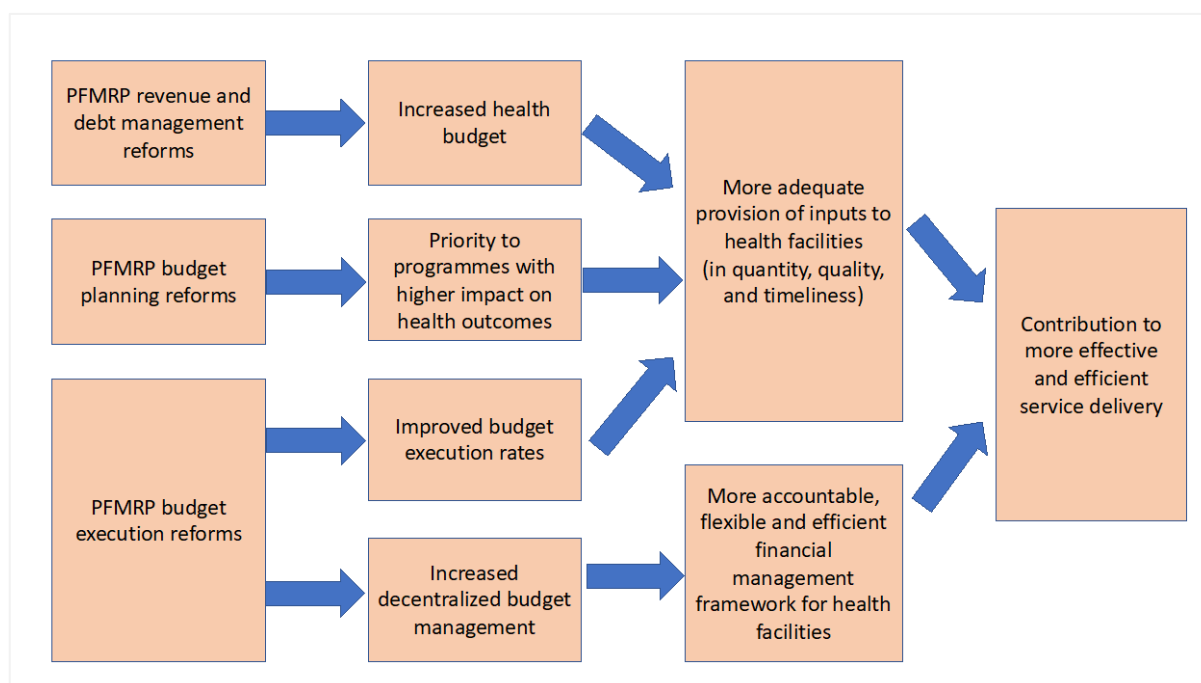 PFMRP revenue and
debt management
reforms
Increased health
budget
More adequate
provision of inputs to
health facilities
(in quantity, quality,
and timeliness)
PFMRP budget
planning reforms
Priority to
programmes with
higher impact on
health outcomes
Contribution to
more effective
and efficient
service delivery
PFMRP budget
execution reforms
Improved budget
execution rates
Increased
decentralized budget
management
More accountable,
flexible and efficient
financial
management
framework for health
facilities